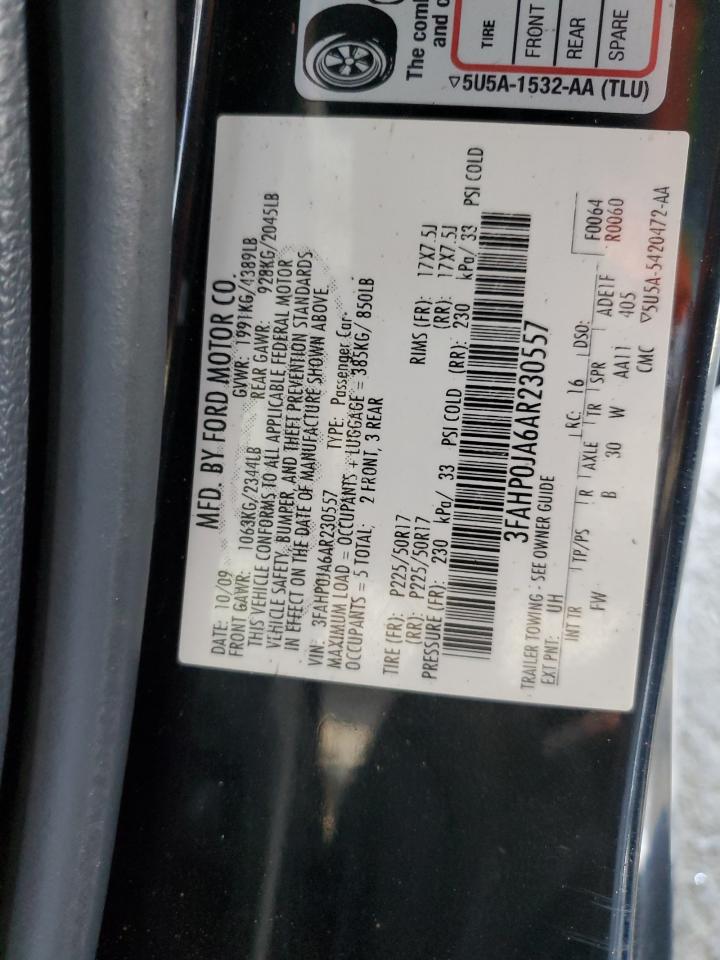 The com
and c
TIRE
FRONT
REAR
SPARE
▽5U5A-1532-AA (TLU)
MFD. BY FORD MOTOR CO.
DATE: 10/09 GVWR: 1991KG/4389LB
FRONT GAWR: 1063KG/2344LB REAR GAWR: 928KG/2045LB
THIS VEHICLE CONFORMS TO ALL APPLICABLE FEDERAL MOTOR
VEHICLE SAFETY, BUMPER, AND THEFT PREVENTION STANDARDS
IN EFFECT ON THE DATE OF MANUFACTURE SHOWN ABOVE.
VIN: 3FAHP0JA6AR230557 TYPE: Passenger Car
MAXIMUM LOAD = OCCUPANTS + LUGGAGE = 385KG/ 850LB
OCCUPANTS = 5 TOTAL; 2 FRONT, 3 REAR
TIRE (FR): P225/50R17 RIMS (FR): 17X7.5J
(RR): P225/50R17 (RR): 17X7.5J
PRESSURE (FR): 230 kPa/ 33 PSI COLD (RR): 230 kPa/ 33 PSI COLD
3FAHP0JA6AR230557
TRAILER TOWING - SEE OWNER GUIDE
EXT PNT: UH RC: 16 DSO: F0064
R0060
INT TR TP/PS R AXLE TR SPR ADE1F
FW B 30 W AA11 405
CMC ▽5U5A-5420472-AA